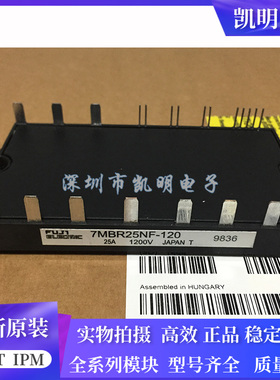 凯明
深圳市凯明电子
FUJI
ELECTRIC
7MBR25NF-120
25A 1200V JAPAN T 9836
Assembled in HUNGARY
新原装
T IPM
实物拍摄 高效 正品 稳定
全系列模块 型号齐全 全